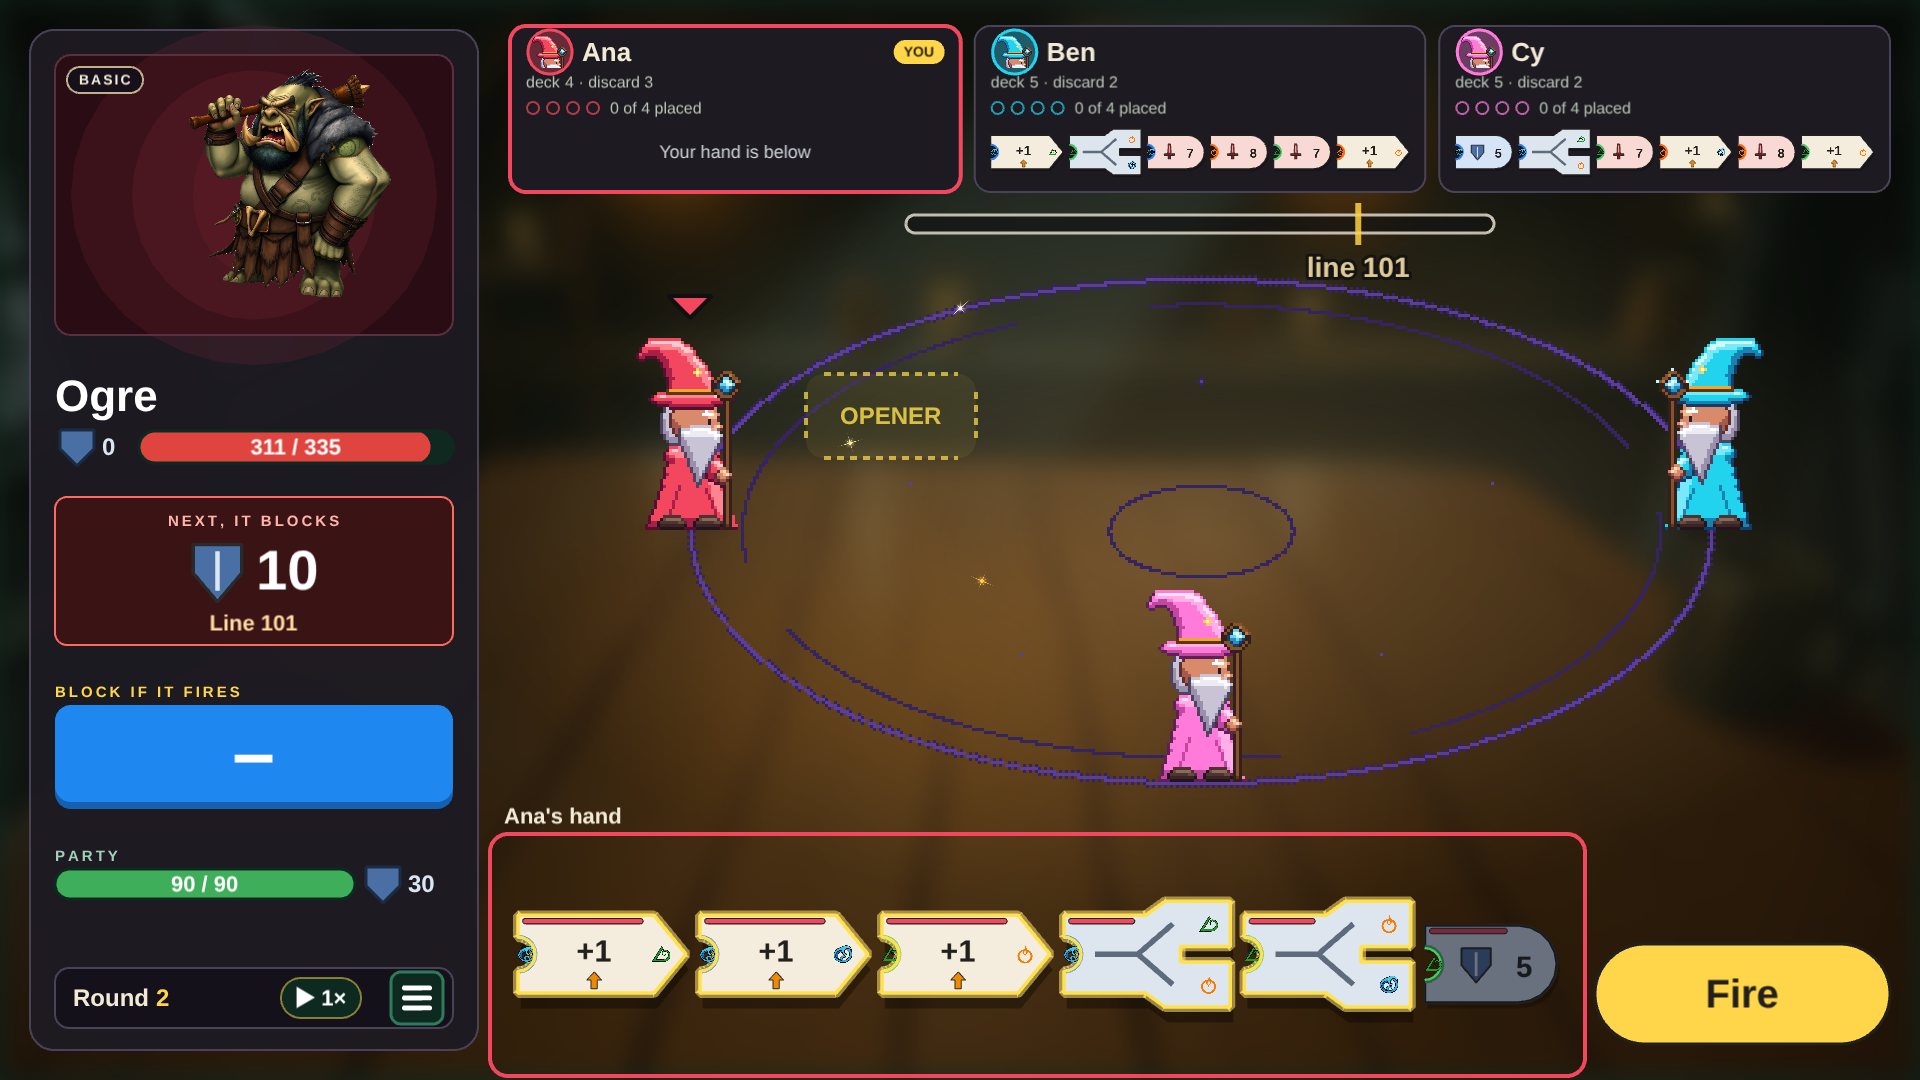 BASIC
Ogre
0
311 / 335
NEXT, IT BLOCKS
10
Line 101
BLOCK IF IT FIRES
–
PARTY
90 / 90
30
Round 2
1×
Ana
YOU
deck 4 · discard 3
0 of 4 placed
Your hand is below
Ben
deck 5 · discard 2
0 of 4 placed
+1
7
8
7
+1
Cy
deck 5 · discard 2
0 of 4 placed
5
7
+1
8
+1
line 101
OPENER
Ana's hand
+1
+1
+1
5
Fire